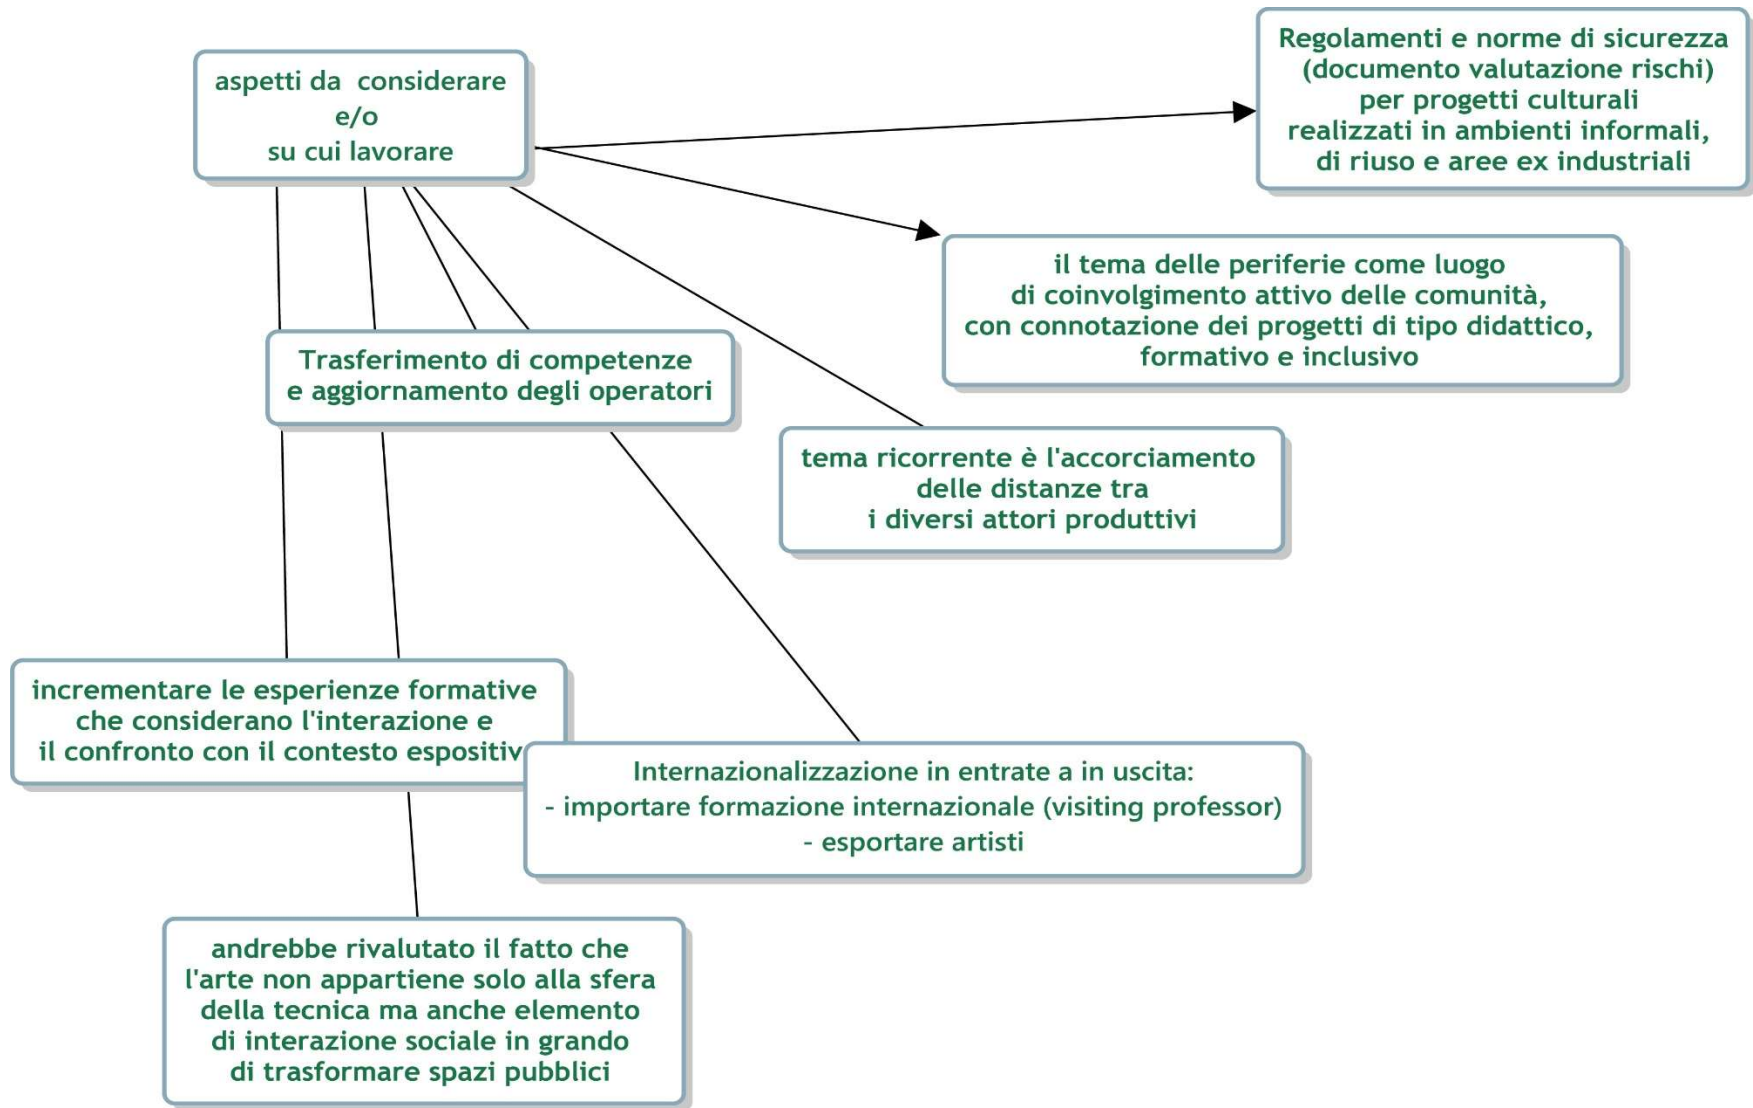 aspetti da considerare
e/o
su cui lavorare
Regolamenti e norme di sicurezza
(documento valutazione rischi)
per progetti culturali
realizzati in ambienti informali,
di riuso e aree ex industriali
il tema delle periferie come luogo
di coinvolgimento attivo delle comunità,
con connotazione dei progetti di tipo didattico,
formativo e inclusivo
Trasferimento di competenze
e aggiornamento degli operatori
tema ricorrente è l'accorciamento
delle distanze tra
i diversi attori produttivi
incrementare le esperienze formative
che considerano l'interazione e
il confronto con il contesto espositiv
Internazionalizzazione in entrate a in uscita:
- importare formazione internazionale (visiting professor)
- esportare artisti
andrebbe rivalutato il fatto che
l'arte non appartiene solo alla sfera
della tecnica ma anche elemento
di interazione sociale in grando
di trasformare spazi pubblici